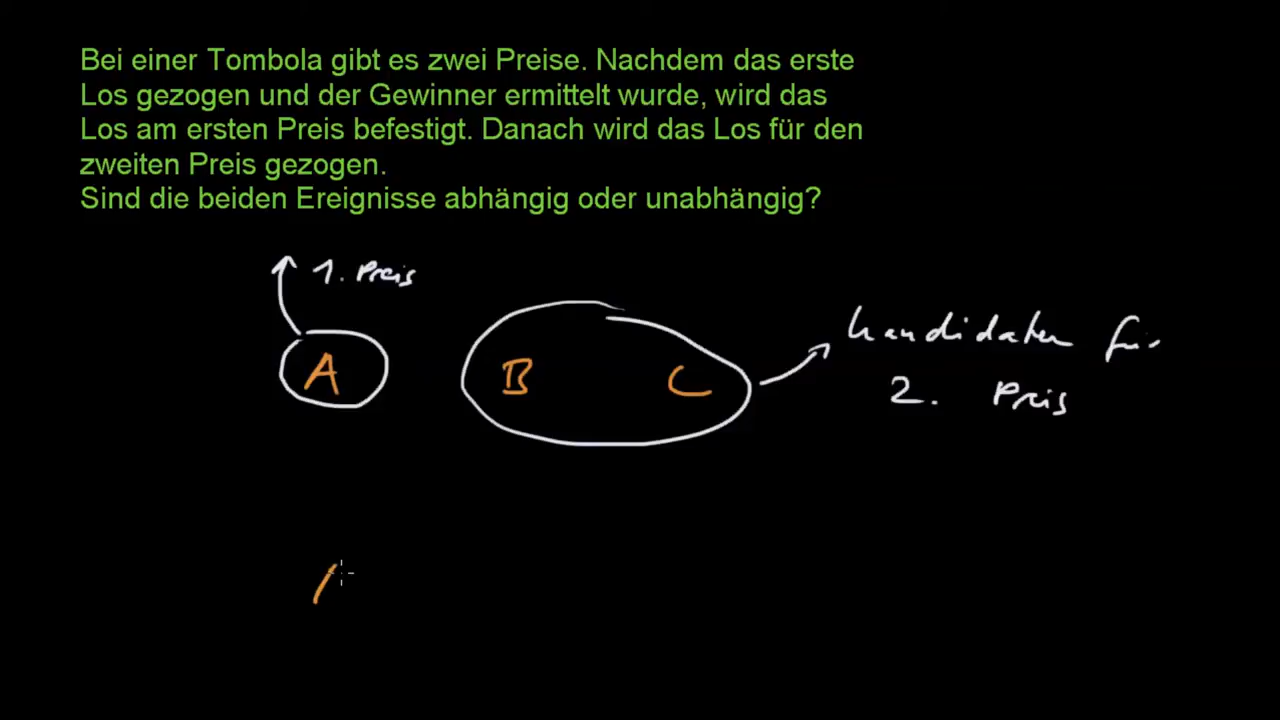 Bei einer Tombola gibt es zwei Preise. Nachdem das erste
Los gezogen und der Gewinner ermittelt wurde, wird das
Los am ersten Preis befestigt. Danach wird das Los für den
zweiten Preis gezogen.
Sind die beiden Ereignisse abhängig oder unabhängig?
1. Preis
A B C
Kandidaten für
2. Preis